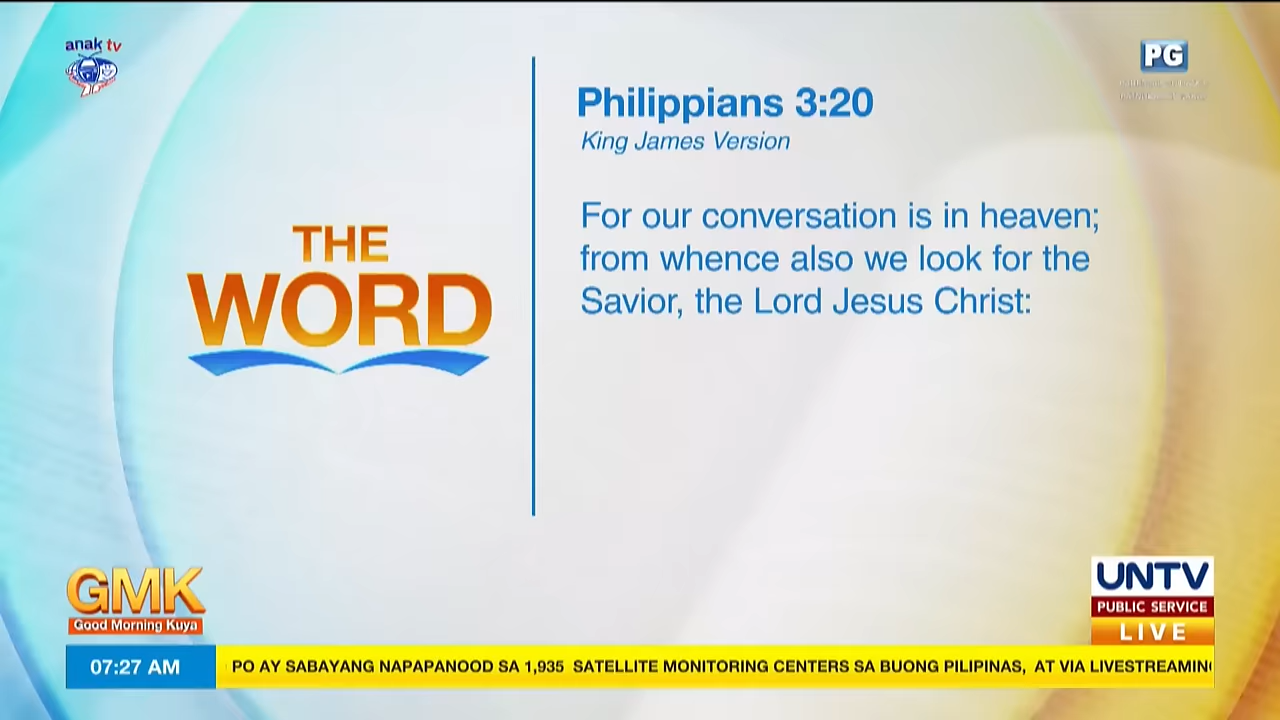 anak tv
PG
Philippians 3:20
King James Version
For our conversation is in heaven;
from whence also we look for the
Savior, the Lord Jesus Christ:
THE
WORD
GMK
Good Morning Kuya
UNTV
PUBLIC SERVICE
LIVE
07:27 AM
PO AY SABAYANG NAPAPANOOD SA 1,935 SATELLITE MONITORING CENTERS SA BUONG PILIPINAS, AT VIA LIVESTREAMING